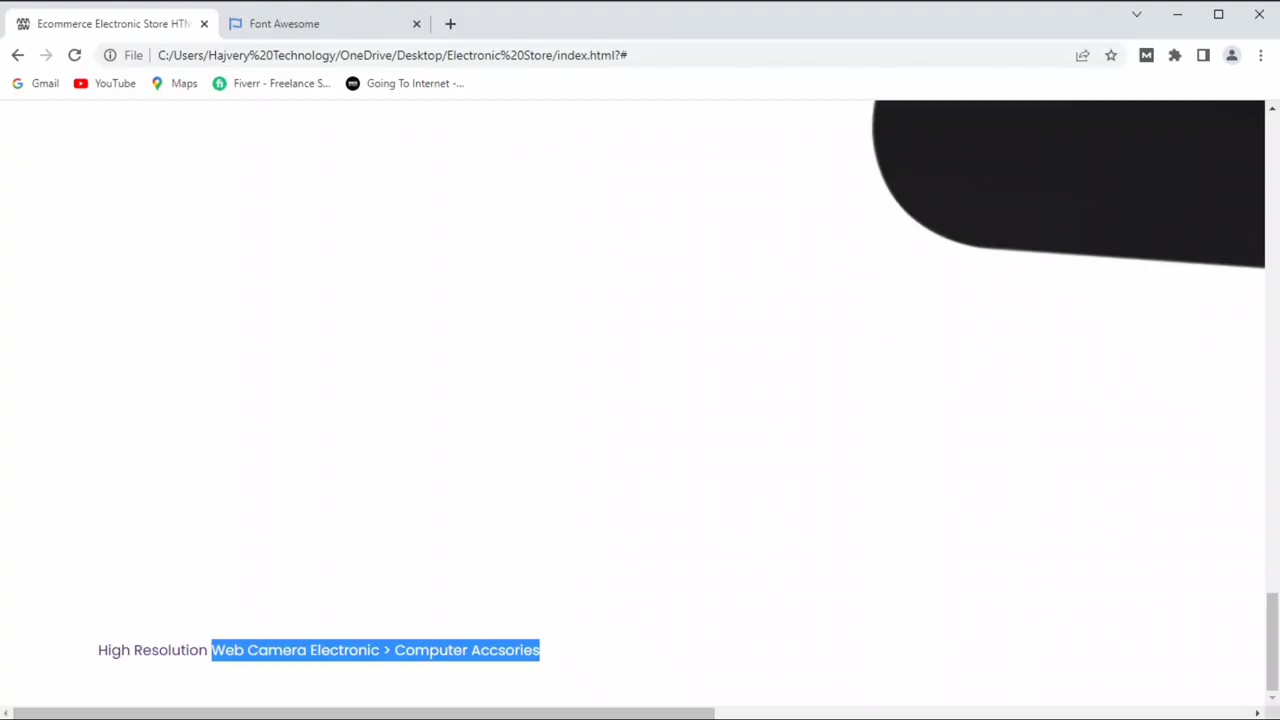 Ecommerce Electronic Store HTM
Font Awesome
File
C:/Users/Hajvery%20Technology/OneDrive/Desktop/Electronic%20Store/index.html?#
Gmail
YouTube
Maps
Fiverr - Freelance S...
Going To Internet -...
High Resolution Web Camera Electronic > Computer Accsories